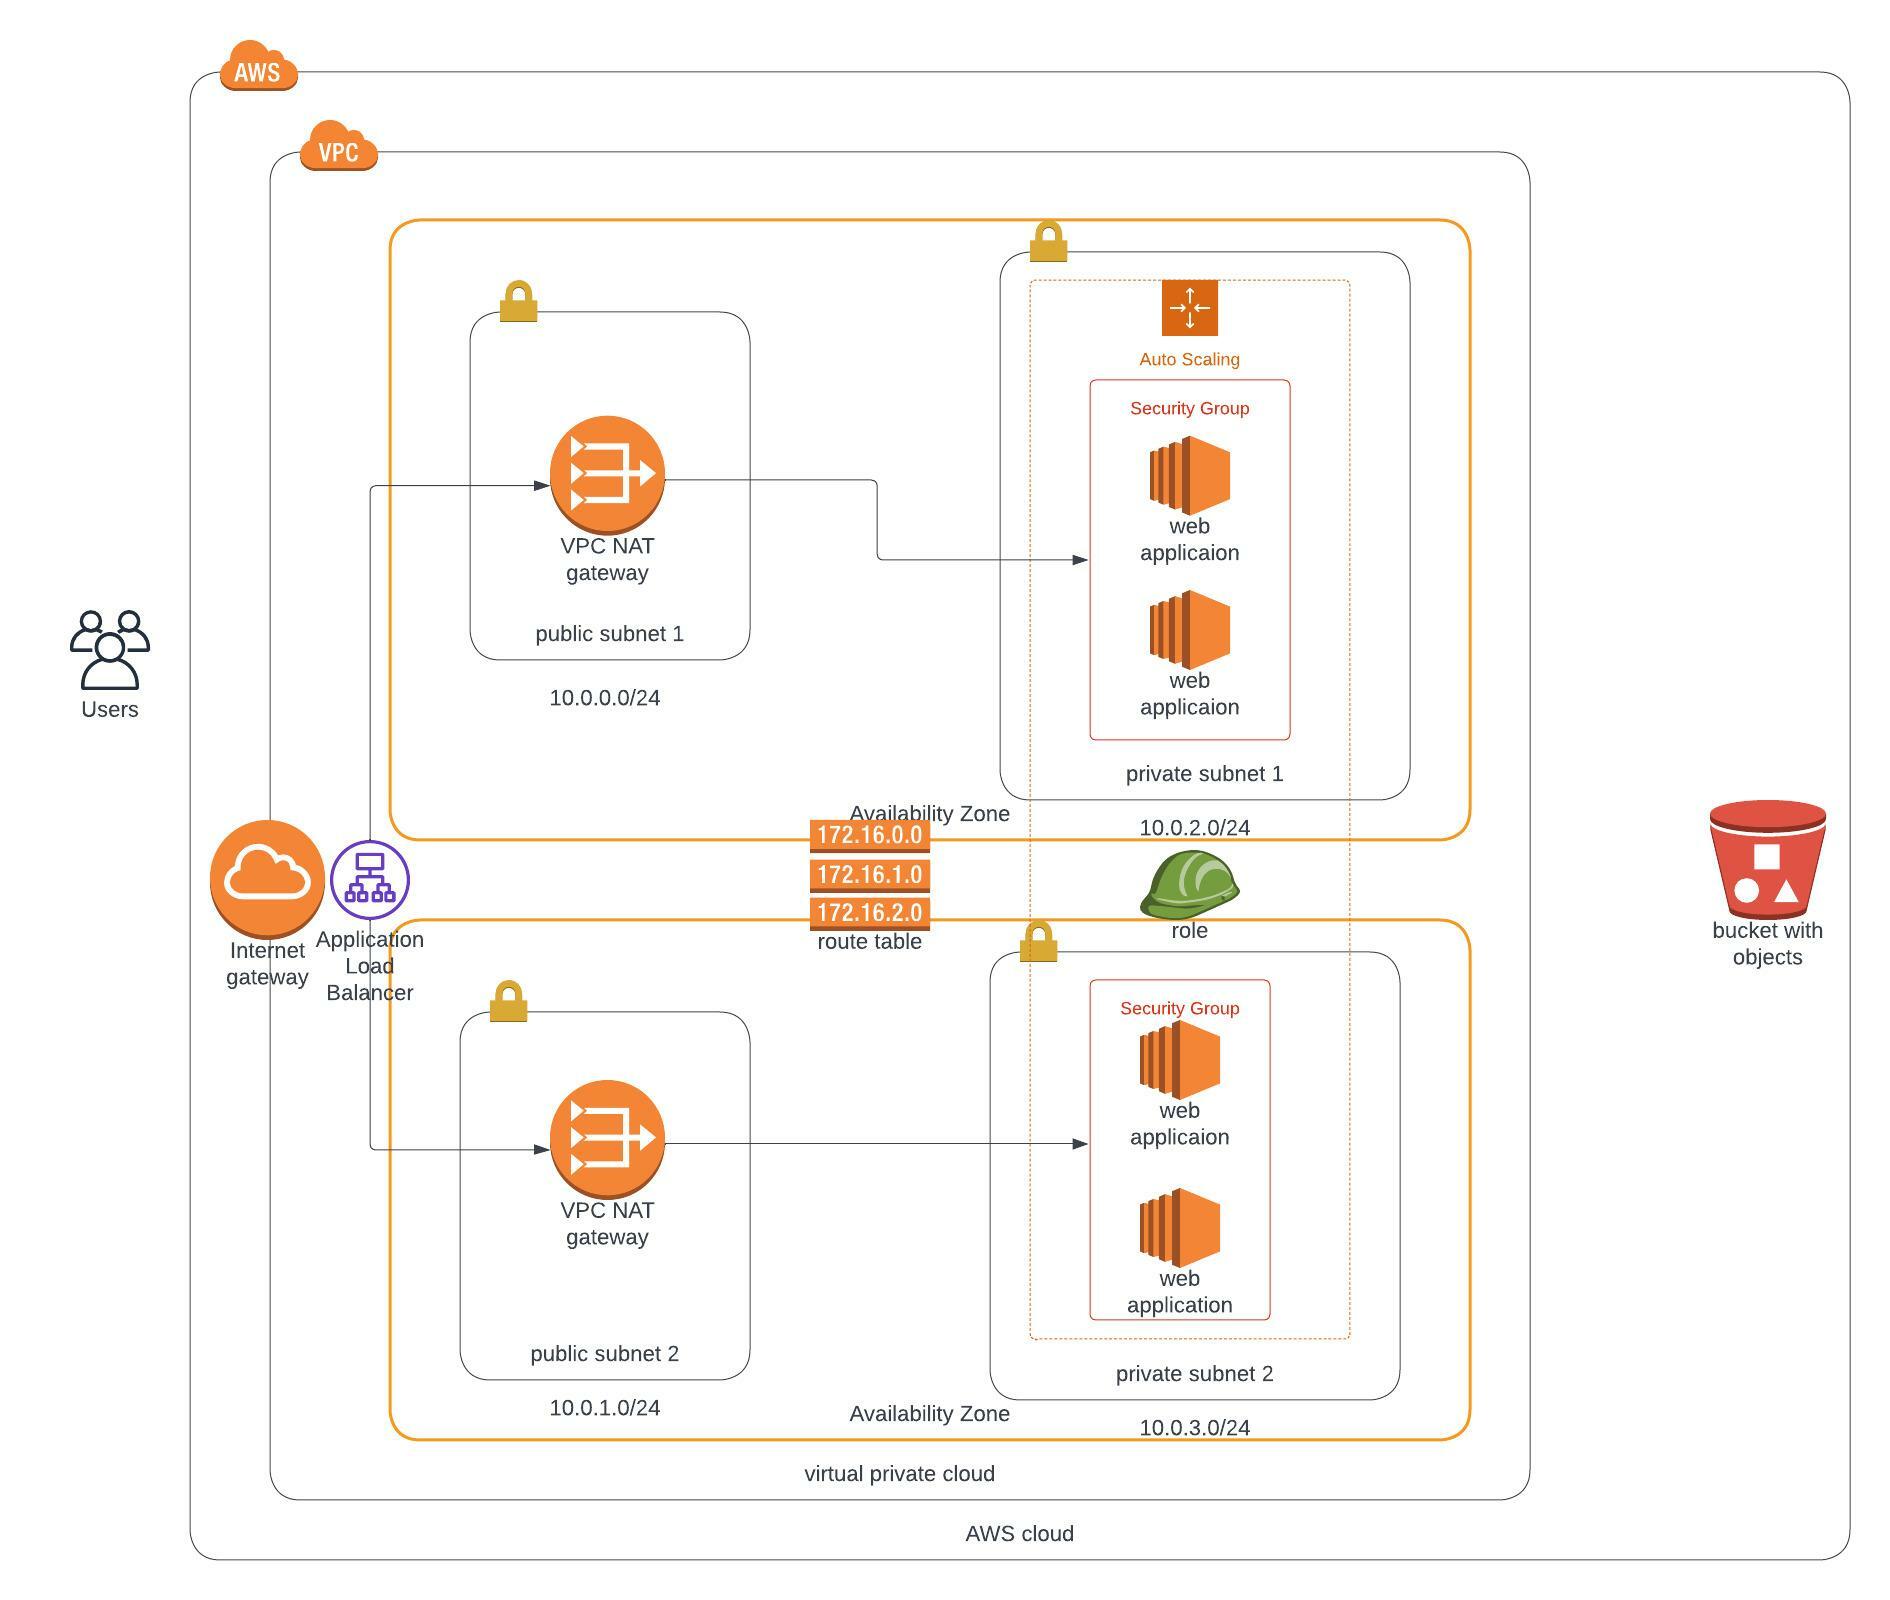 AWS
VPC
Auto Scaling
Security Group
web
applicaion
web
applicaion
private subnet 1
10.0.2.0/24
VPC NAT
gateway
public subnet 1
10.0.0.0/24
Availability Zone
Users
172.16.0.0
172.16.1.0
172.16.2.0
route table
role
Internet
gateway
Application
Load
Balancer
bucket with
objects
Security Group
web
applicaion
web
application
private subnet 2
10.0.3.0/24
VPC NAT
gateway
public subnet 2
10.0.1.0/24
Availability Zone
virtual private cloud
AWS cloud